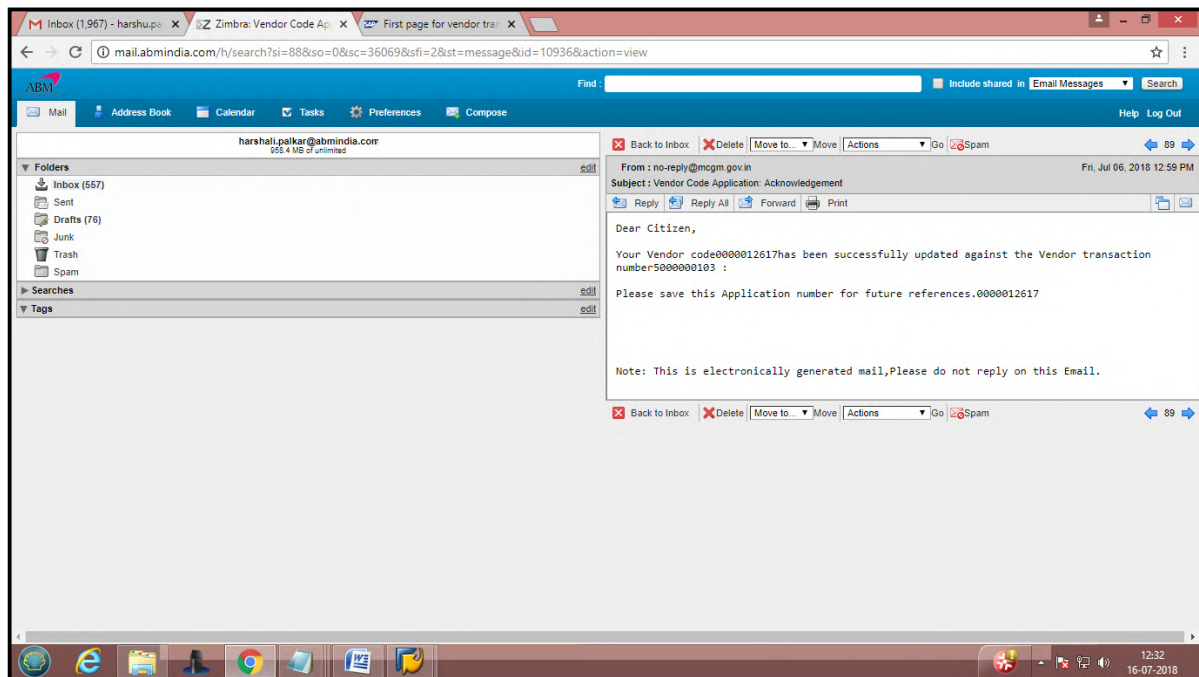 Inbox (1,967) - harshu.pa
Zimbra: Vendor Code Ap
First page for vendor tra
mail.abmindia.com/h/search?si=88&so=0&sc=36069&sfi=2&st=message&id=10936&action=view
ABM
Find :
Include shared in Email Messages Search
Mail Address Book Calendar Tasks Preferences Compose
Help Log Out
harshali.palkar@abmindia.com
958.4 MB of unlimited
Folders edit
Inbox (557)
Sent
Drafts (76)
Junk
Trash
Spam
Searches edit
Tags edit
Back to Inbox Delete Move to... Move Actions Go Spam 89
From : no-reply@mcgm.gov.in Fri, Jul 06, 2018 12:59 PM
Subject : Vendor Code Application: Acknowledgement
Reply Reply All Forward Print
Dear Citizen,
Your Vendor code0000012617has been successfully updated against the Vendor transaction
number5000000103 :
Please save this Application number for future references.0000012617
Note: This is electronically generated mail,Please do not reply on this Email.
Back to Inbox Delete Move to... Move Actions Go Spam 89
12:32
16-07-2018